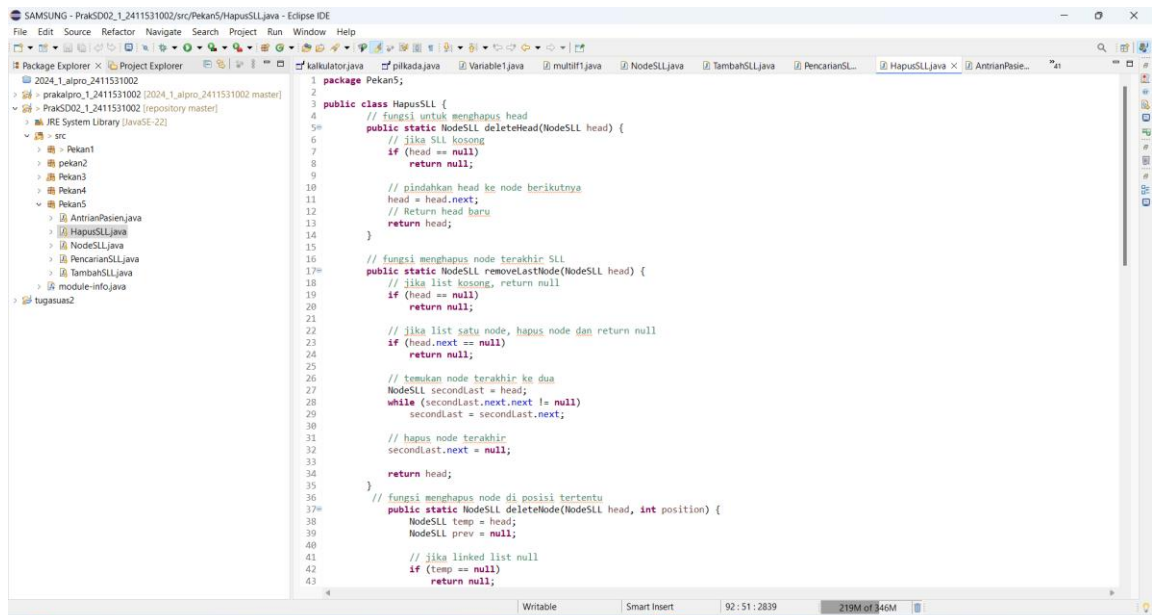 SAMSUNG - PrakSD02_1_2411531002/src/Pekan5/HapusSLL.java - Eclipse IDE
File Edit Source Refactor Navigate Search Project Run Window Help
Package Explorer Project Explorer
kalkulator.java pilkada.java Variable1.java multiIf1.java NodeSLL.java TambahSLL.java PencarianSL... HapusSLL.java AntrianPasie... »41
2024_1_alpro_2411531002
> prakalpro_1_2411531002 [2024_1_alpro_2411531002 master]
> PrakSD02_1_2411531002 [repository master]
JRE System Library [JavaSE-22]
> src
> Pekan1
pekan2
Pekan3
Pekan4
Pekan5
AntrianPasien.java
HapusSLL.java
NodeSLL.java
PencarianSLL.java
TambahSLL.java
module-info.java
> tugasuas2
1 package Pekan5;
2
3 public class HapusSLL {
4 // fungsi untuk menghapus head
5 public static NodeSLL deleteHead(NodeSLL head) {
6 // jika SLL kosong
7 if (head == null)
8 return null;
9
10 // pindahkan head ke node berikutnya
11 head = head.next;
12 // Return head baru
13 return head;
14 }
15
16 // fungsi menghapus node terakhir SLL
17 public static NodeSLL removeLastNode(NodeSLL head) {
18 // jika list kosong, return null
19 if (head == null)
20 return null;
21
22 // jika list satu node, hapus node dan return null
23 if (head.next == null)
24 return null;
25
26 // temukan node terakhir ke dua
27 NodeSLL secondLast = head;
28 while (secondLast.next.next != null)
29 secondLast = secondLast.next;
30
31 // hapus node terakhir
32 secondLast.next = null;
33
34 return head;
35 }
36 // fungsi menghapus node di posisi tertentu
37 public static NodeSLL deleteNode(NodeSLL head, int position) {
38 NodeSLL temp = head;
39 NodeSLL prev = null;
40
41 // jika linked list null
42 if (temp == null)
43 return null;
Writable Smart Insert 92 : 51 : 2839 219M of 346M